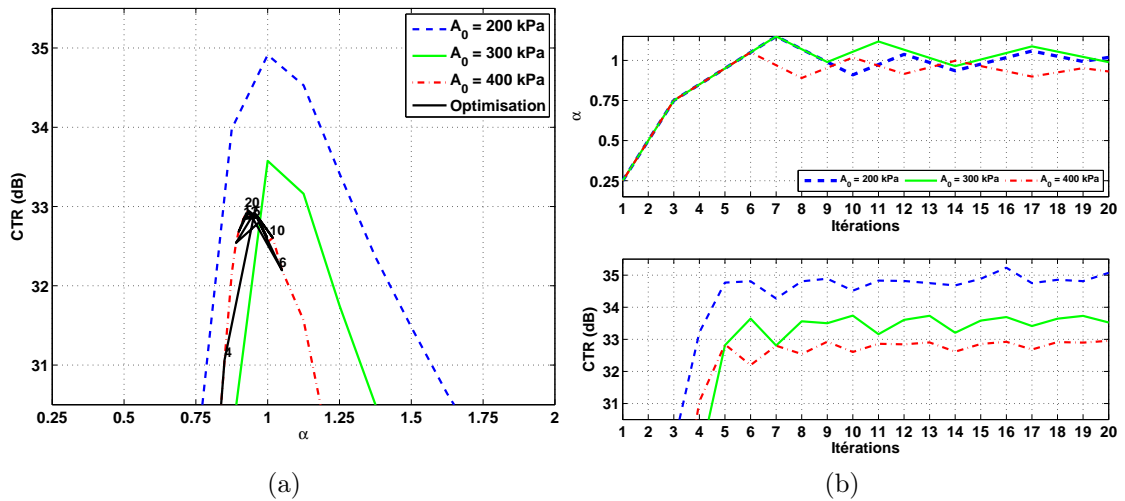 A0 = 200 kPa
A0 = 300 kPa
A0 = 400 kPa
Optimisation
35
34
33
32
31
CTR (dB)
20
10
6
4
0.25 0.5 0.75 1 1.25 1.5 1.75 2
α
(a)
1
0.75
0.5
0.25
α
A0 = 200 kPa A0 = 300 kPa A0 = 400 kPa
1 2 3 4 5 6 7 8 9 10 11 12 13 14 15 16 17 18 19 20
Itérations
35
34
33
32
31
CTR (dB)
1 2 3 4 5 6 7 8 9 10 11 12 13 14 15 16 17 18 19 20
Itérations
(b)